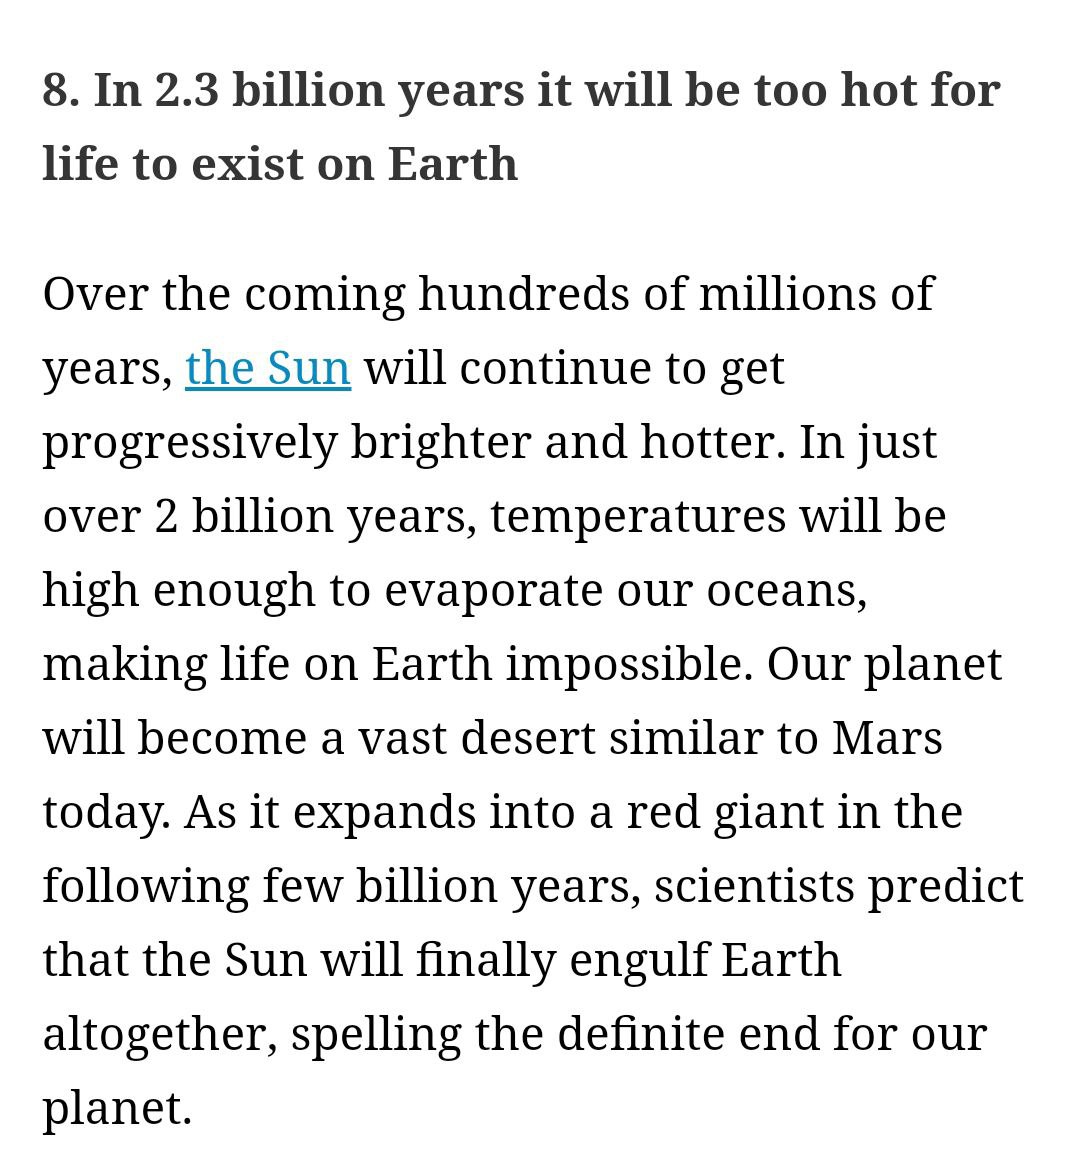 8. In 2.3 billion years it will be too hot for
life to exist on Earth
Over the coming hundreds of millions of
years, the Sun will continue to get
progressively brighter and hotter. In just
over 2 billion years, temperatures will be
high enough to evaporate our oceans,
making life on Earth impossible. Our planet
will become a vast desert similar to Mars
today. As it expands into a red giant in the
following few billion years, scientists predict
that the Sun will finally engulf Earth
altogether, spelling the definite end for our
planet.